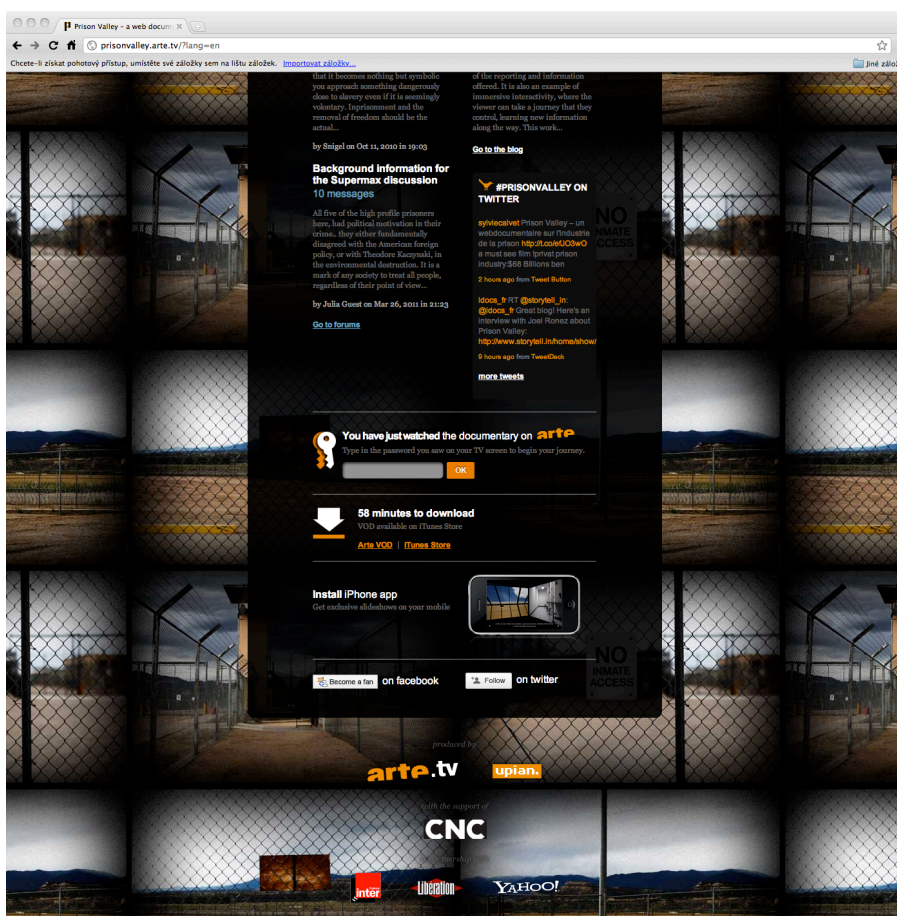 Prison Valley – a web docum
prisonvalley.arte.tv/?lang=en
Chcete-li získat pohotový přístup, umístěte své záložky sem na lištu záložek. Importovat záložky...
Jiné zálož
that it becomes nothing but symbolic
you approach something dangerously
close to slavery even if it is seemingly
volontary. Inprisonment and the
removal of freedom should be the
actual...
by Snigel on Oct 11, 2010 in 19:03
Background information for
the Supermax discussion
10 messages
All five of the high profile prisoners
here, had political motivation in their
crime.. they either fundamentally
disagreed with the American foreign
policy, or with Theodore Kaczynski, in
the environmental destruction. It is a
mark of any society to treat all people,
regardless of their point of view...
by Julia Guest on Mar 26, 2011 in 21:23
Go to forums
of the reporting and information
offered. It is also an example of
immersive interactivity, where the
viewer can take a journey that they
control, learning new information
along the way. This work...
Go to the blog
#PRISONVALLEY ON
TWITTER
sylviecalvet Prison Valley – un
webdocumentaire sur l'industrie
de la prison http://t.co/efJO3wO
a must see film !privat prison
industry:$68 Billions ben
2 hours ago from Tweet Button
idocs_fr RT @storytell_in:
@idocs_fr Great blog! Here's an
interview with Joel Ronez about
Prison Valley:
http://www.storytell.in/home/show/
9 hours ago from TweetDeck
more tweets
NO
INMATE
ACCESS
You have just watched the documentary on arte
Type in the password you saw on your TV screen to begin your journey.
OK
58 minutes to download
VOD available on iTunes Store
Arte VOD | iTunes Store
Install iPhone app
Get exclusive slideshows on your mobile
NO
INMATE
ACCESS
Become a fan on facebook
Follow on twitter
produced by
arte.tv upian.
with the support of
CNC
inter Libération YAHOO!